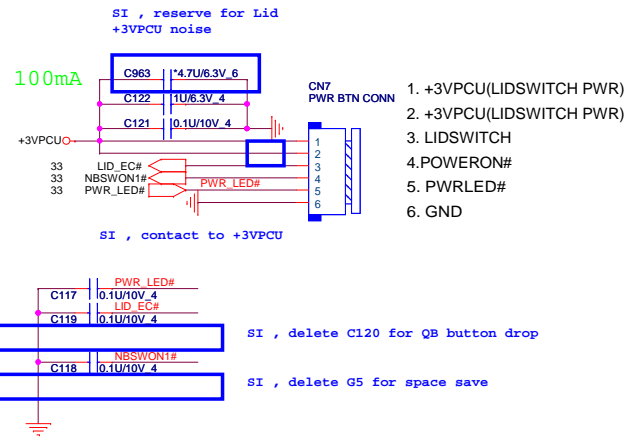 SI , reserve for Lid
+3VPCU noise
100mA
C963 *4.7U/6.3V_6
C122 1U/6.3V_4
C121 0.1U/10V_4
+3VPCU
CN7
PWR BTN CONN
1
2
3
4
5
6
1. +3VPCU(LIDSWITCH PWR)
2. +3VPCU(LIDSWITCH PWR)
3. LIDSWITCH
4.POWERON#
5. PWRLED#
6. GND
33 LID_EC#
33 NBSWON1#
33 PWR_LED#
PWR_LED#
SI , contact to +3VPCU
PWR_LED#
C117 0.1U/10V_4
LID_EC#
C119 0.1U/10V_4
SI , delete C120 for QB button drop
NBSWON1#
C118 0.1U/10V_4
SI , delete G5 for space save